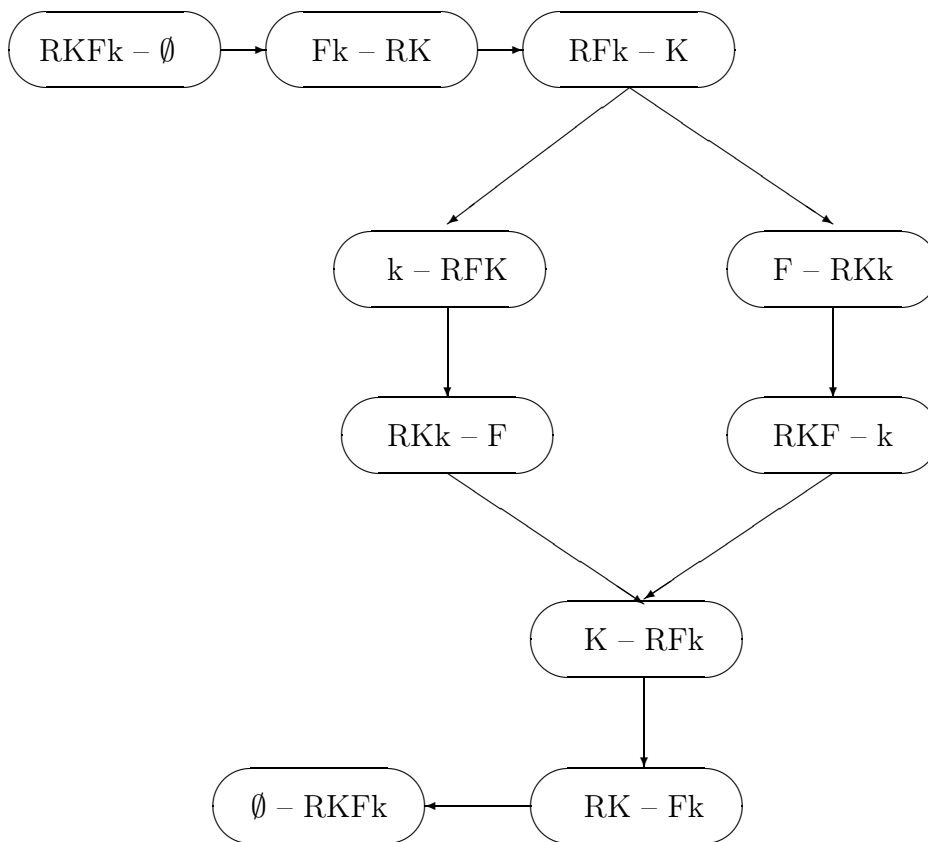 RKFk – ∅
Fk – RK
RFk – K
k – RFK
F – RKk
RKk – F
RKF – k
K – RFk
∅ – RKFk
RK – Fk